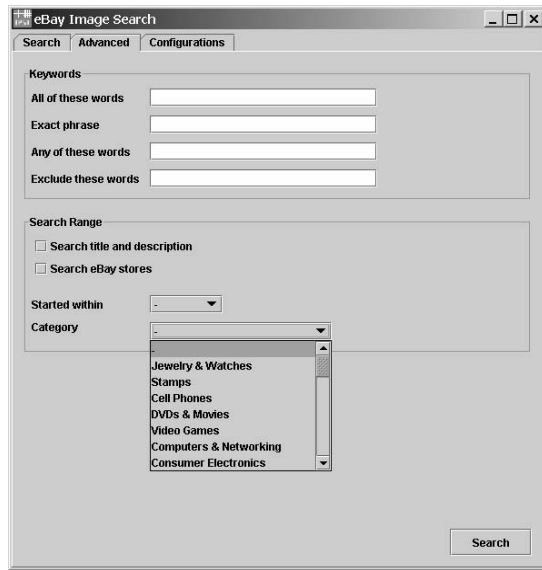 eBay Image Search
Search Advanced Configurations
Keywords
All of these words
Exact phrase
Any of these words
Exclude these words
Search Range
Search title and description
Search eBay stores
Started within -
Category -
-
Jewelry & Watches
Stamps
Cell Phones
DVDs & Movies
Video Games
Computers & Networking
Consumer Electronics
Search